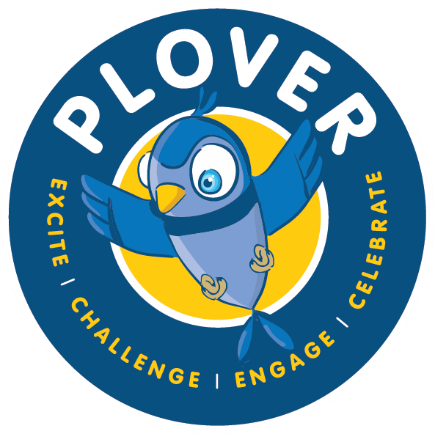 PLOVER
EXCITE | CHALLENGE | ENGAGE | CELEBRATE